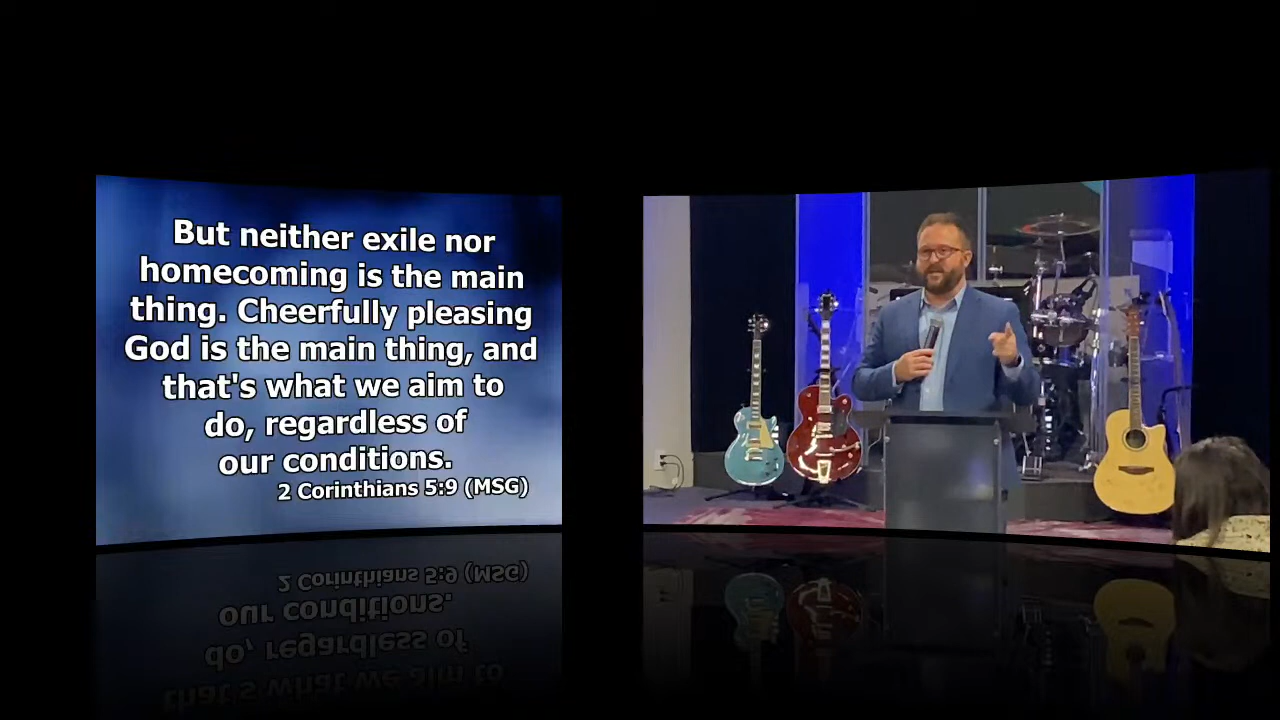 But neither exile nor
homecoming is the main
thing. Cheerfully pleasing
God is the main thing, and
that's what we aim to
do, regardless of
our conditions.
2 Corinthians 5:9 (MSG)